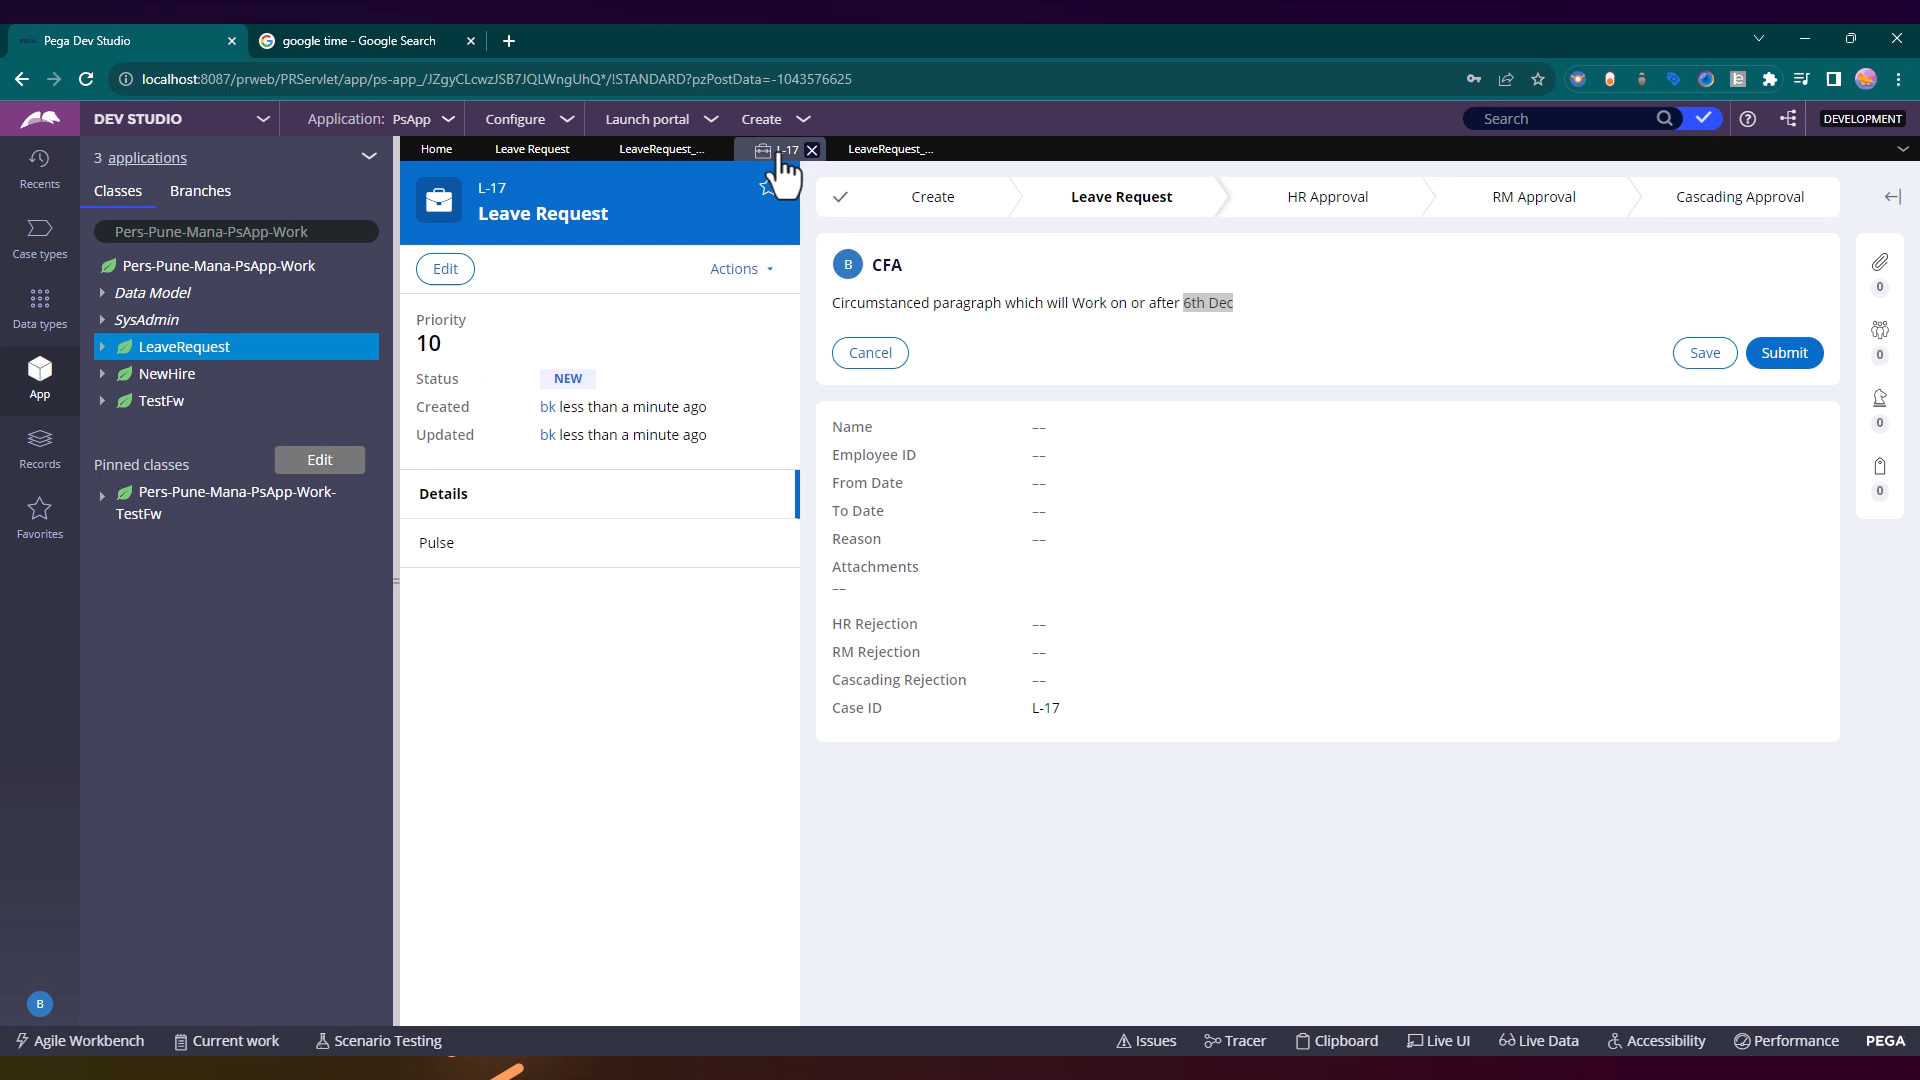 Pega Dev Studio
google time - Google Search
localhost:8087/prweb/PRServlet/app/ps-app_/JZgyCLcwzJSB7JQLWngUhQ*/!STANDARD?pzPostData=-1043576625
DEV STUDIO
Application: PsApp
Configure
Launch portal
Create
Search
DEVELOPMENT
Recents
Case types
Data types
App
Records
Favorites
B
3 applications
Classes
Branches
Pers-Pune-Mana-PsApp-Work
Pers-Pune-Mana-PsApp-Work
Data Model
SysAdmin
LeaveRequest
NewHire
TestFw
Pinned classes
Edit
Pers-Pune-Mana-PsApp-Work-
TestFw
Home
Leave Request
LeaveRequest_...
L-17
LeaveRequest_...
L-17
Leave Request
Edit
Actions
Priority
10
Status NEW
Created bk less than a minute ago
Updated bk less than a minute ago
Details
Pulse
Create
Leave Request
HR Approval
RM Approval
Cascading Approval
B CFA
Circumstanced paragraph which will Work on or after 6th Dec
Cancel
Save
Submit
Name --
Employee ID --
From Date --
To Date --
Reason --
Attachments
--
HR Rejection --
RM Rejection --
Cascading Rejection --
Case ID L-17
0
0
0
0
Agile Workbench
Current work
Scenario Testing
Issues
Tracer
Clipboard
Live UI
Live Data
Accessibility
Performance
PEGA